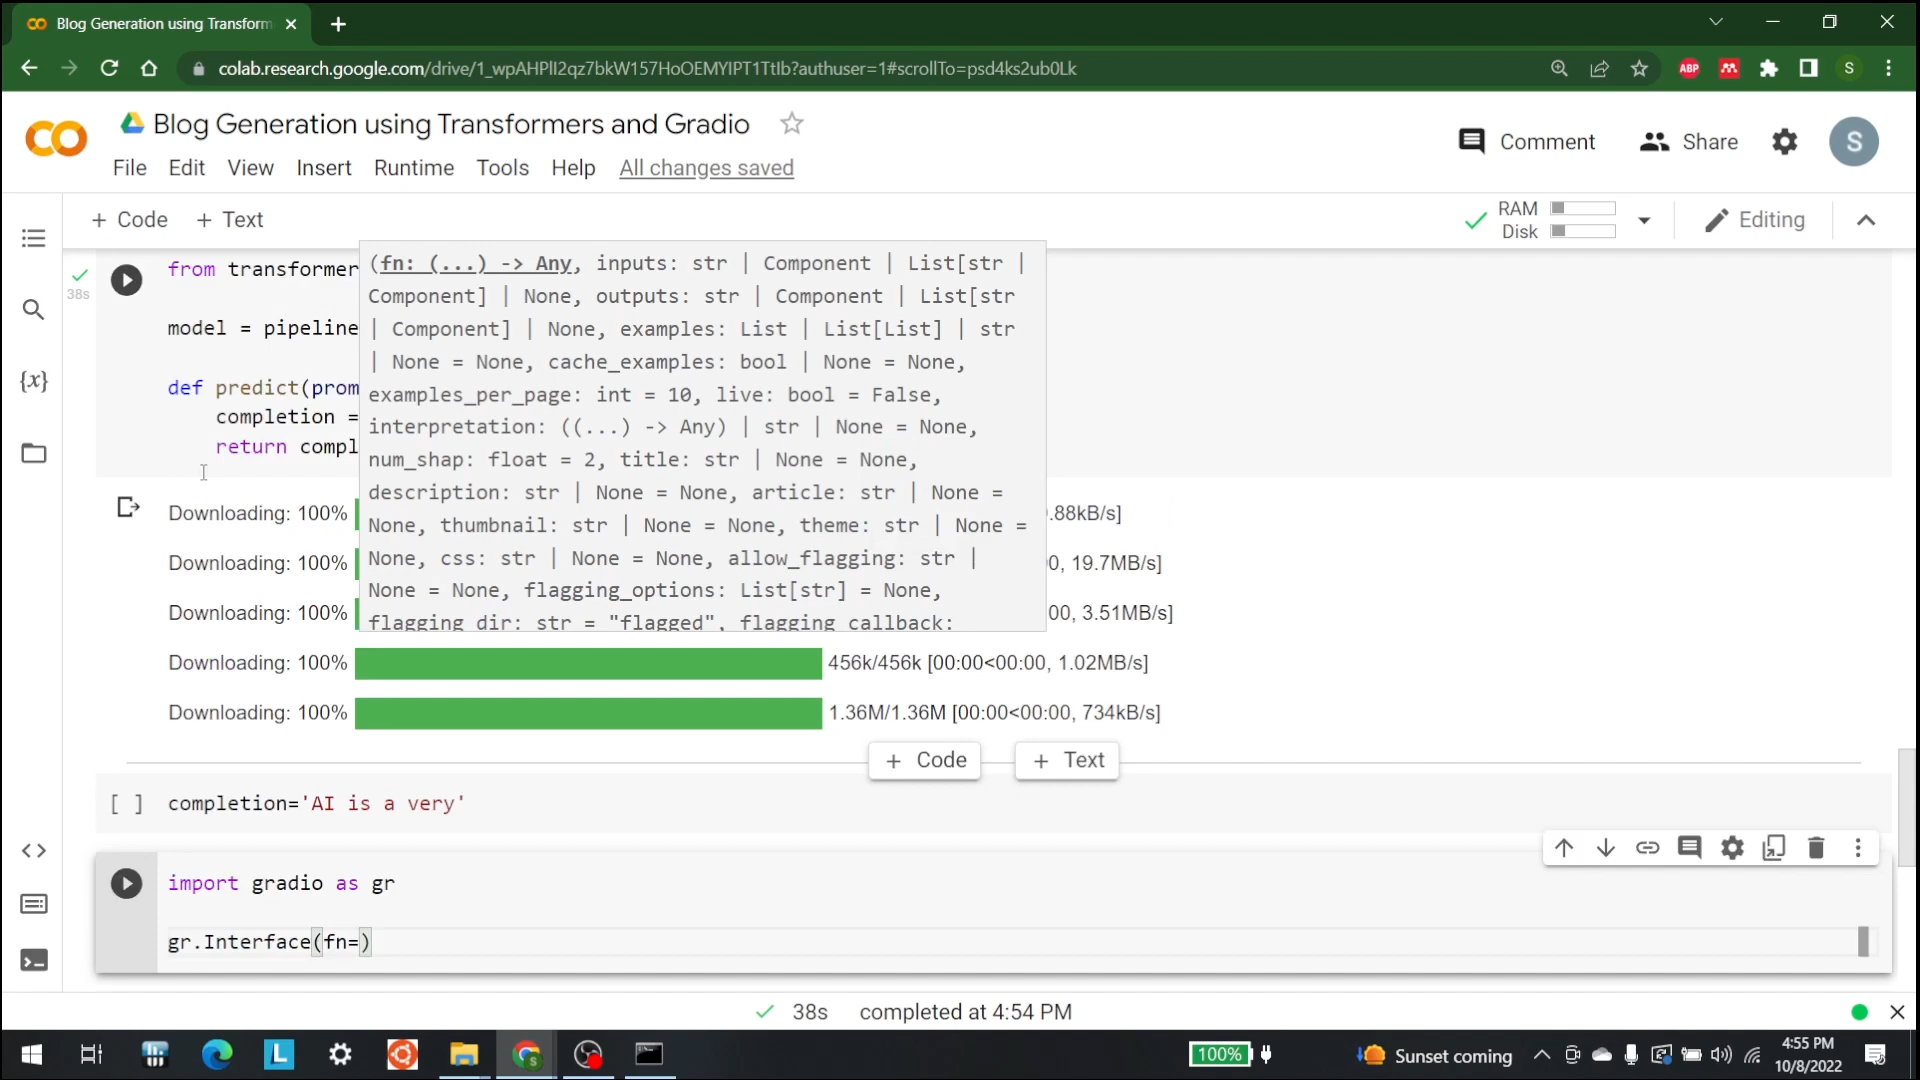 Blog Generation using Transform
colab.research.google.com/drive/1_wpAHPlI2qz7bkW157HoOEMYIPT1TtIb?authuser=1#scrollTo=psd4ks2ub0Lk
ABP
S
Blog Generation using Transformers and Gradio
Comment
Share
S
File Edit View Insert Runtime Tools Help All changes saved
+ Code + Text
RAM
Disk
Editing
38s
from transformer
model = pipeline
def predict(prom
completion =
return compl
(fn: (...) -> Any, inputs: str | Component | List[str |
Component] | None, outputs: str | Component | List[str
| Component] | None, examples: List | List[List] | str
| None = None, cache_examples: bool | None = None,
examples_per_page: int = 10, live: bool = False,
interpretation: ((...) -> Any) | str | None = None,
num_shap: float = 2, title: str | None = None,
description: str | None = None, article: str | None =
None, thumbnail: str | None = None, theme: str | None =
None, css: str | None = None, allow_flagging: str |
None = None, flagging_options: List[str] = None,
flagging_dir: str = "flagged", flagging_callback:
Downloading: 100% .88kB/s]
Downloading: 100% 00, 19.7MB/s]
Downloading: 100% 00, 3.51MB/s]
Downloading: 100% 456k/456k [00:00<00:00, 1.02MB/s]
Downloading: 100% 1.36M/1.36M [00:00<00:00, 734kB/s]
+ Code + Text
[ ] completion='AI is a very'
import gradio as gr
gr.Interface(fn=)
38s completed at 4:54 PM
100%
Sunset coming
4:55 PM
10/8/2022